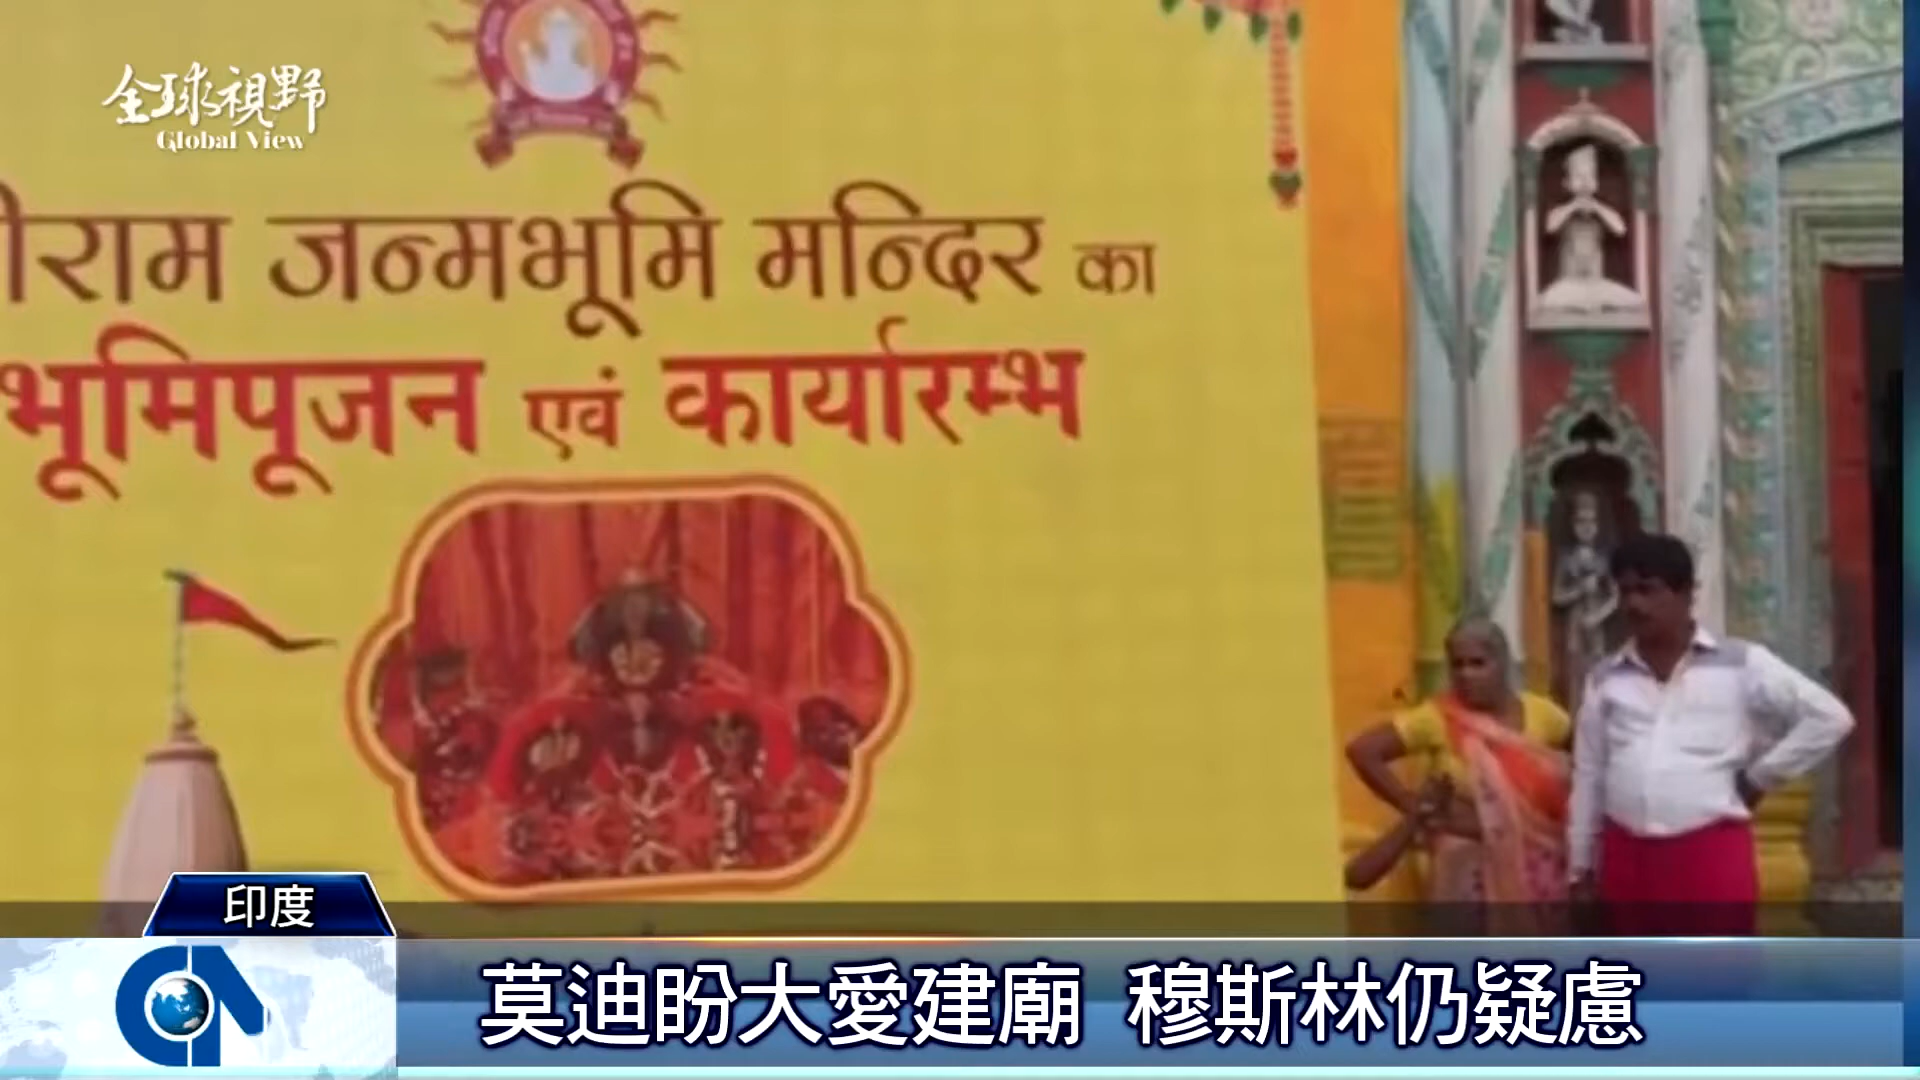 全球視野
Global View
राम जन्मभूमि मन्दिर का
भूमिपूजन एवं कार्यारम्भ
印度
莫迪盼大愛建廟 穆斯林仍疑慮